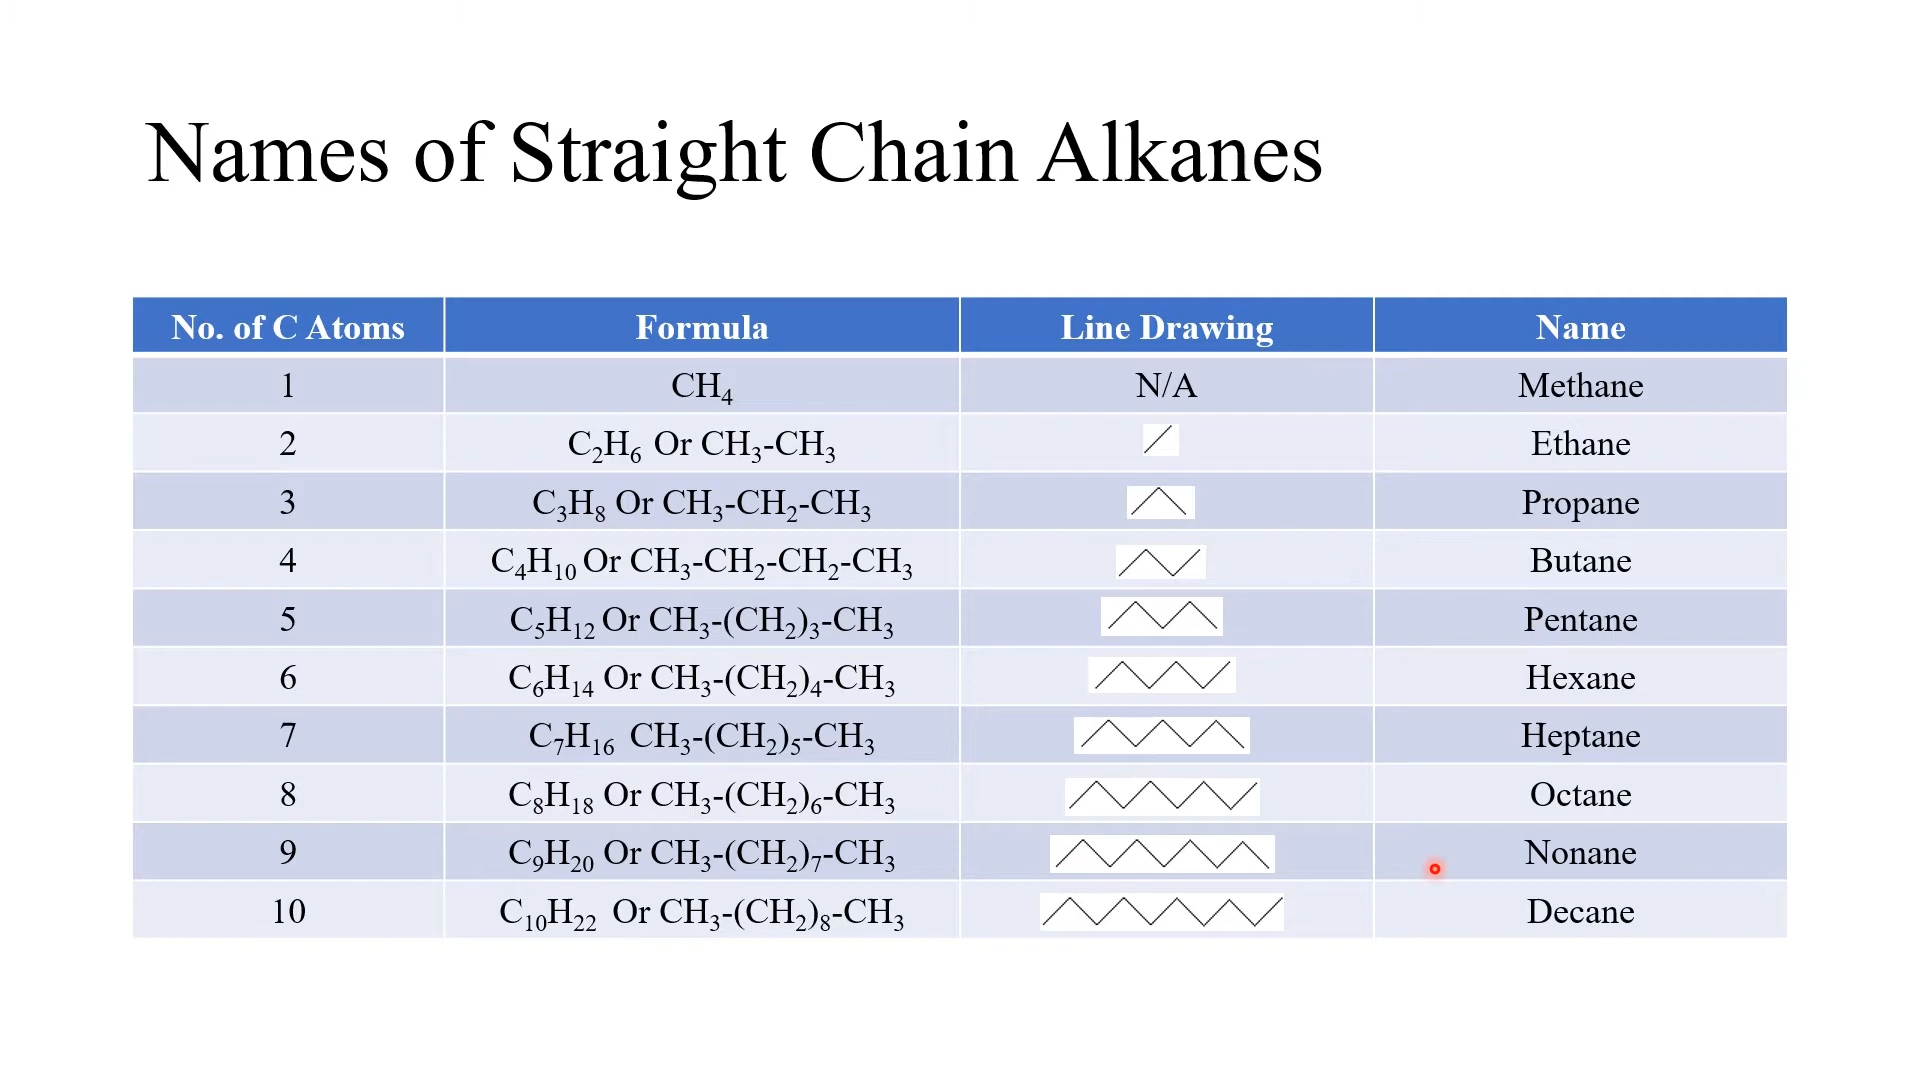 Names of Straight Chain Alkanes
No. of C Atoms Formula Line Drawing Name
1 CH₄ N/A Methane
2 C₂H₆ Or CH₃-CH₃ Ethane
3 C₃H₈ Or CH₃-CH₂-CH₃ Propane
4 C₄H₁₀ Or CH₃-CH₂-CH₂-CH₃ Butane
5 C₅H₁₂ Or CH₃-(CH₂)₃-CH₃ Pentane
6 C₆H₁₄ Or CH₃-(CH₂)₄-CH₃ Hexane
7 C₇H₁₆ CH₃-(CH₂)₅-CH₃ Heptane
8 C₈H₁₈ Or CH₃-(CH₂)₆-CH₃ Octane
9 C₉H₂₀ Or CH₃-(CH₂)₇-CH₃ Nonane
10 C₁₀H₂₂ Or CH₃-(CH₂)₈-CH₃ Decane